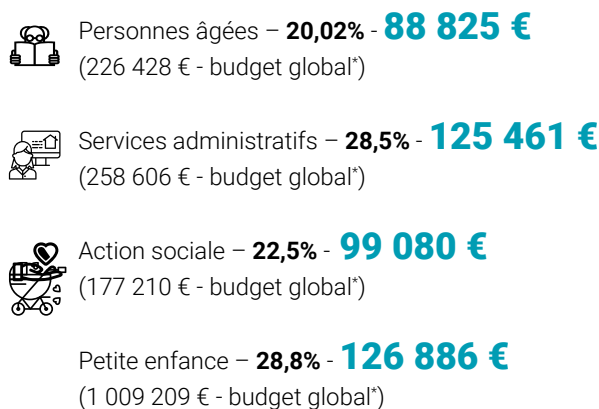 Personnes âgées – 20,02% - 88 825 €
(226 428 € - budget global*)
Services administratifs – 28,5% - 125 461 €
(258 606 € - budget global*)
Action sociale – 22,5% - 99 080 €
(177 210 € - budget global*)
Petite enfance – 28,8% - 126 886 €
(1 009 209 € - budget global*)